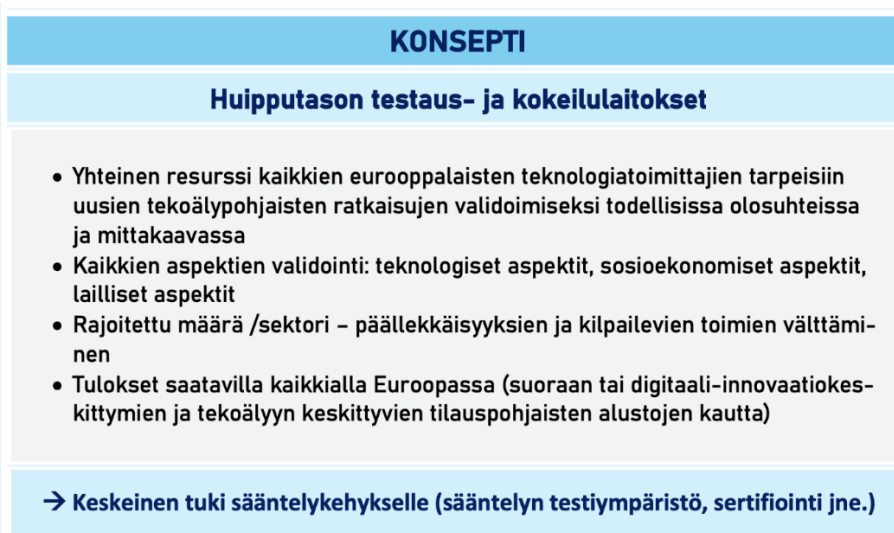 KONSEPTI
Huipputason testaus- ja kokeilulaitokset
• Yhteinen resurssi kaikkien eurooppalaisten teknologiatoimittajien tarpeisiin
uusien tekoälypohjaisten ratkaisujen validoimiseksi todellisissa olosuhteissa
ja mittakaavassa
• Kaikkien aspektien validointi: teknologiset aspektit, sosioekonomiset aspektit,
lailliset aspektit
• Rajoitettu määrä /sektori – päällekkäisyyksien ja kilpailevien toimien välttämi-
nen
• Tulokset saatavilla kaikkialla Euroopassa (suoraan tai digitaali-innovaatiokes-
kittymien ja tekoälyyn keskittyvien tilauspohjaisten alustojen kautta)
→ Keskeinen tuki sääntelykehykselle (sääntelyn testiympäristö, sertifiointi jne.)